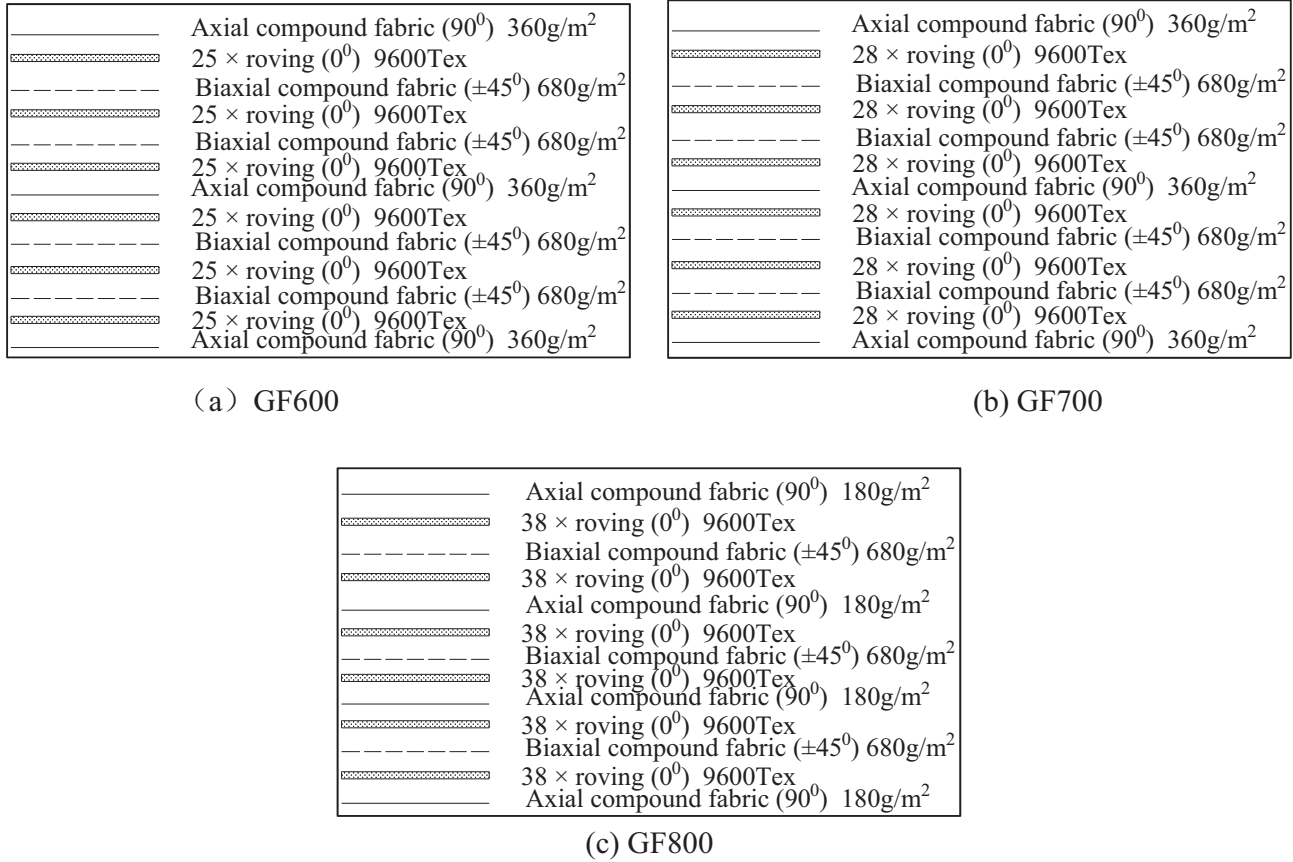 Axial compound fabric (90⁰) 360g/m²
25 × roving (0⁰) 9600Tex
Biaxial compound fabric (±45⁰) 680g/m²
25 × roving (0⁰) 9600Tex
Biaxial compound fabric (±45⁰) 680g/m²
25 × roving (0⁰) 9600Tex
Axial compound fabric (90⁰) 360g/m²
25 × roving (0⁰) 9600Tex
Biaxial compound fabric (±45⁰) 680g/m²
25 × roving (0⁰) 9600Tex
Biaxial compound fabric (±45⁰) 680g/m²
25 × roving (0⁰) 9600Tex
Axial compound fabric (90⁰) 360g/m²
（a）GF600
Axial compound fabric (90⁰) 360g/m²
28 × roving (0⁰) 9600Tex
Biaxial compound fabric (±45⁰) 680g/m²
28 × roving (0⁰) 9600Tex
Biaxial compound fabric (±45⁰) 680g/m²
28 × roving (0⁰) 9600Tex
Axial compound fabric (90⁰) 360g/m²
28 × roving (0⁰) 9600Tex
Biaxial compound fabric (±45⁰) 680g/m²
28 × roving (0⁰) 9600Tex
Biaxial compound fabric (±45⁰) 680g/m²
28 × roving (0⁰) 9600Tex
Axial compound fabric (90⁰) 360g/m²
(b) GF700
Axial compound fabric (90⁰) 180g/m²
38 × roving (0⁰) 9600Tex
Biaxial compound fabric (±45⁰) 680g/m²
38 × roving (0⁰) 9600Tex
Axial compound fabric (90⁰) 180g/m²
38 × roving (0⁰) 9600Tex
Biaxial compound fabric (±45⁰) 680g/m²
38 × roving (0⁰) 9600Tex
Axial compound fabric (90⁰) 180g/m²
38 × roving (0⁰) 9600Tex
Biaxial compound fabric (±45⁰) 680g/m²
38 × roving (0⁰) 9600Tex
Axial compound fabric (90⁰) 180g/m²
(c) GF800